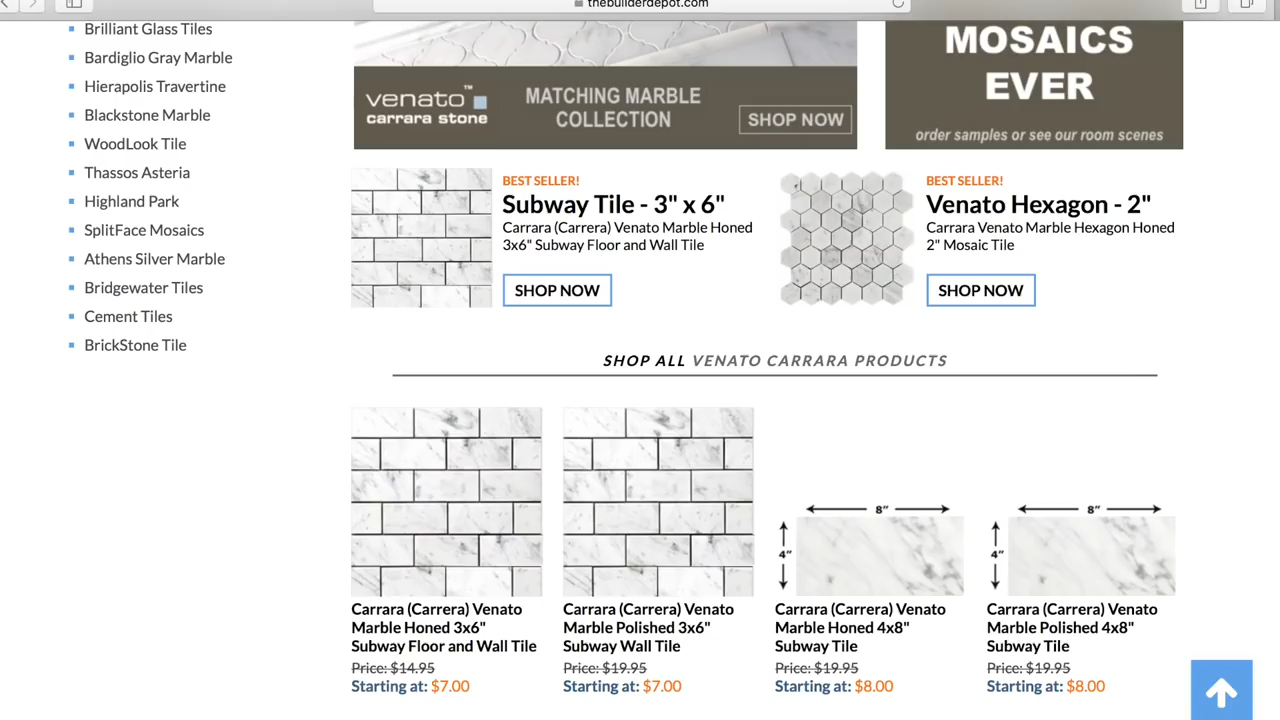 thebuilderdepot.com
Brilliant Glass Tiles
Bardiglio Gray Marble
Hierapolis Travertine
Blackstone Marble
WoodLook Tile
Thassos Asteria
Highland Park
SplitFace Mosaics
Athens Silver Marble
Bridgewater Tiles
Cement Tiles
BrickStone Tile
venato™
carrara stone
MATCHING MARBLE
COLLECTION
SHOP NOW
MOSAICS
EVER
order samples or see our room scenes
BEST SELLER!
Subway Tile - 3" x 6"
Carrara (Carrera) Venato Marble Honed
3x6" Subway Floor and Wall Tile
SHOP NOW
BEST SELLER!
Venato Hexagon - 2"
Carrara Venato Marble Hexagon Honed
2" Mosaic Tile
SHOP NOW
SHOP ALL VENATO CARRARA PRODUCTS
Carrara (Carrera) Venato
Marble Honed 3x6"
Subway Floor and Wall Tile
Price: $14.95
Starting at: $7.00
Carrara (Carrera) Venato
Marble Polished 3x6"
Subway Wall Tile
Price: $19.95
Starting at: $7.00
8"
4"
Carrara (Carrera) Venato
Marble Honed 4x8"
Subway Tile
Price: $19.95
Starting at: $8.00
8"
4"
Carrara (Carrera) Venato
Marble Polished 4x8"
Subway Tile
Price: $19.95
Starting at: $8.00